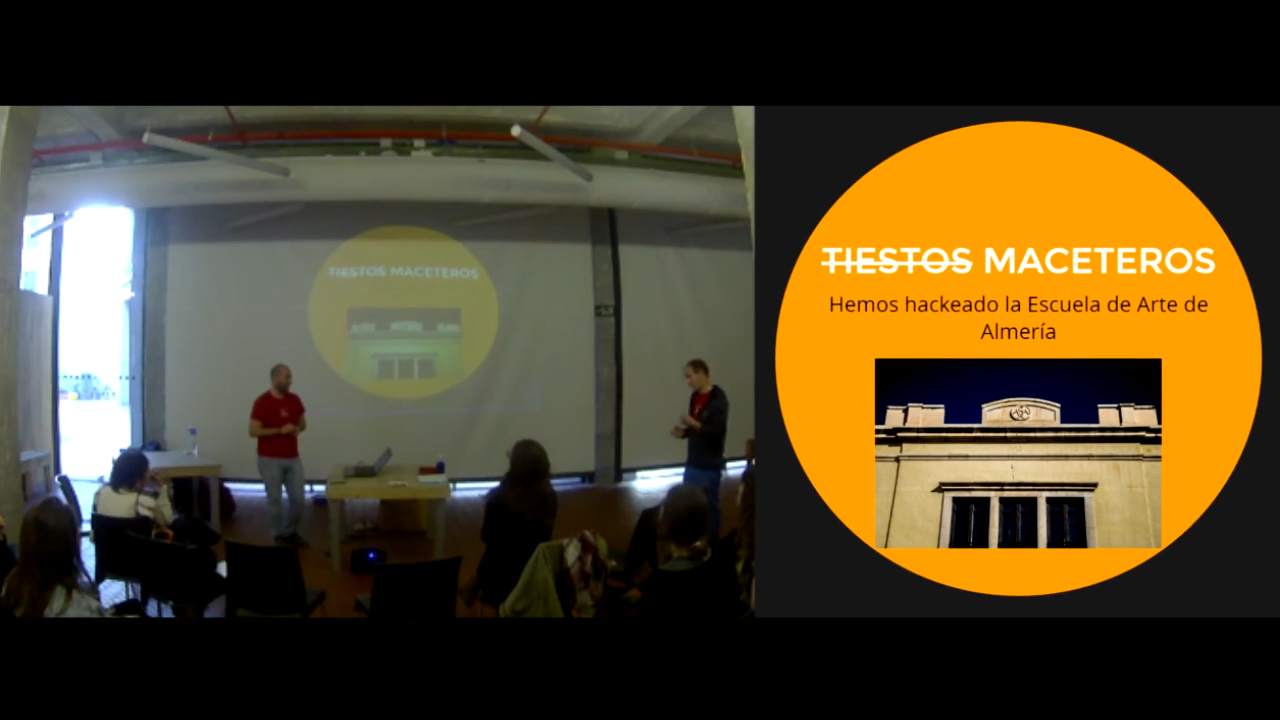 TIESTOS MACETEROS
TIESTOS MACETEROS
Hemos hackeado la Escuela de Arte de
Almería